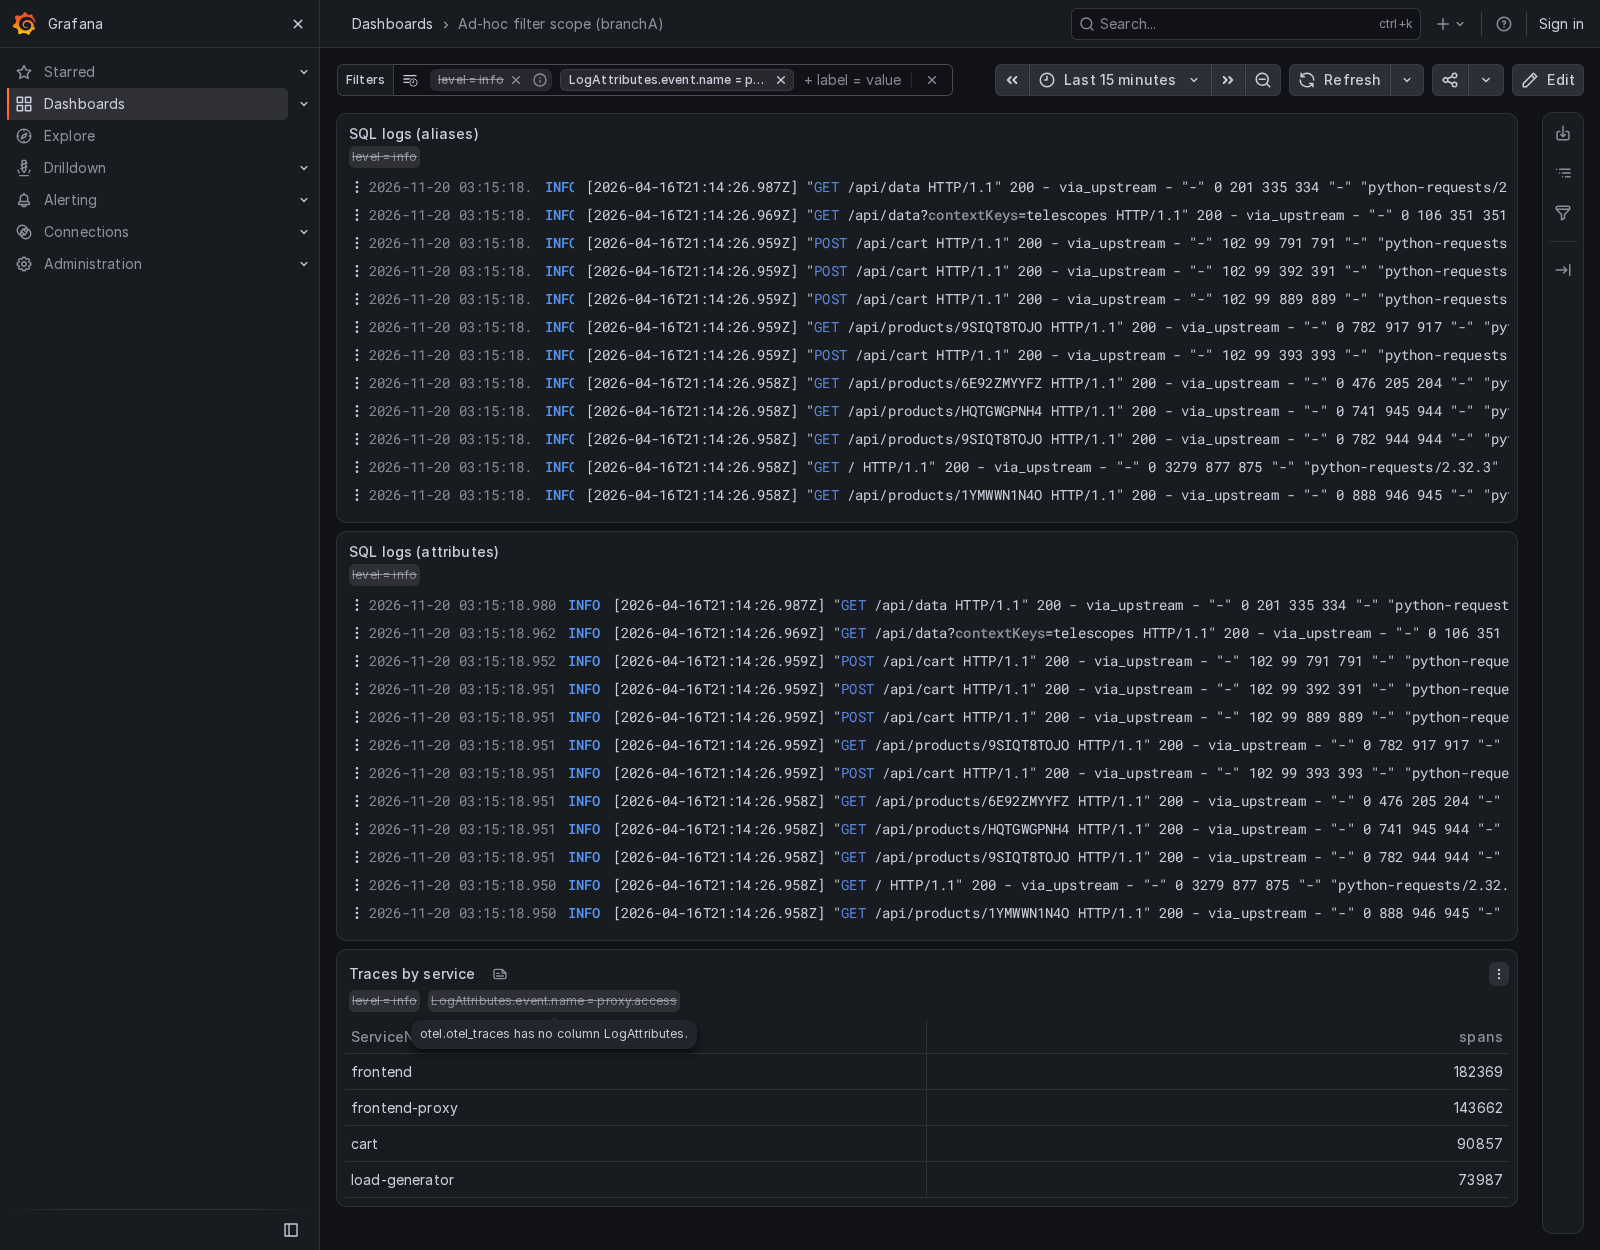 Grafana
Dashboards › Ad-hoc filter scope (branchA)
Search...
ctrl+k
Sign in
Starred
Dashboards
Explore
Drilldown
Alerting
Connections
Administration
Filters
level = info
LogAttributes.event.name = p...
+ label = value
Last 15 minutes
Refresh
Edit
SQL logs (aliases)
level = info
2026-11-20 03:15:18. INFO [2026-04-16T21:14:26.987Z] "GET /api/data HTTP/1.1" 200 - via_upstream - "-" 0 201 335 334 "-" "python-requests/2
2026-11-20 03:15:18. INFO [2026-04-16T21:14:26.969Z] "GET /api/data?contextKeys=telescopes HTTP/1.1" 200 - via_upstream - "-" 0 106 351 351
2026-11-20 03:15:18. INFO [2026-04-16T21:14:26.959Z] "POST /api/cart HTTP/1.1" 200 - via_upstream - "-" 102 99 791 791 "-" "python-requests
2026-11-20 03:15:18. INFO [2026-04-16T21:14:26.959Z] "POST /api/cart HTTP/1.1" 200 - via_upstream - "-" 102 99 392 391 "-" "python-requests
2026-11-20 03:15:18. INFO [2026-04-16T21:14:26.959Z] "POST /api/cart HTTP/1.1" 200 - via_upstream - "-" 102 99 889 889 "-" "python-requests
2026-11-20 03:15:18. INFO [2026-04-16T21:14:26.959Z] "GET /api/products/9SIQT8TOJO HTTP/1.1" 200 - via_upstream - "-" 0 782 917 917 "-" "py
2026-11-20 03:15:18. INFO [2026-04-16T21:14:26.959Z] "POST /api/cart HTTP/1.1" 200 - via_upstream - "-" 102 99 393 393 "-" "python-requests
2026-11-20 03:15:18. INFO [2026-04-16T21:14:26.958Z] "GET /api/products/6E92ZMYYFZ HTTP/1.1" 200 - via_upstream - "-" 0 476 205 204 "-" "py
2026-11-20 03:15:18. INFO [2026-04-16T21:14:26.958Z] "GET /api/products/HQTGWGPNH4 HTTP/1.1" 200 - via_upstream - "-" 0 741 945 944 "-" "py
2026-11-20 03:15:18. INFO [2026-04-16T21:14:26.958Z] "GET /api/products/9SIQT8TOJO HTTP/1.1" 200 - via_upstream - "-" 0 782 944 944 "-" "py
2026-11-20 03:15:18. INFO [2026-04-16T21:14:26.958Z] "GET / HTTP/1.1" 200 - via_upstream - "-" 0 3279 877 875 "-" "python-requests/2.32.3"
2026-11-20 03:15:18. INFO [2026-04-16T21:14:26.958Z] "GET /api/products/1YMWWN1N4O HTTP/1.1" 200 - via_upstream - "-" 0 888 946 945 "-" "py
SQL logs (attributes)
level = info
2026-11-20 03:15:18.980 INFO [2026-04-16T21:14:26.987Z] "GET /api/data HTTP/1.1" 200 - via_upstream - "-" 0 201 335 334 "-" "python-request
2026-11-20 03:15:18.962 INFO [2026-04-16T21:14:26.969Z] "GET /api/data?contextKeys=telescopes HTTP/1.1" 200 - via_upstream - "-" 0 106 351
2026-11-20 03:15:18.952 INFO [2026-04-16T21:14:26.959Z] "POST /api/cart HTTP/1.1" 200 - via_upstream - "-" 102 99 791 791 "-" "python-reque
2026-11-20 03:15:18.951 INFO [2026-04-16T21:14:26.959Z] "POST /api/cart HTTP/1.1" 200 - via_upstream - "-" 102 99 392 391 "-" "python-reque
2026-11-20 03:15:18.951 INFO [2026-04-16T21:14:26.959Z] "POST /api/cart HTTP/1.1" 200 - via_upstream - "-" 102 99 889 889 "-" "python-reque
2026-11-20 03:15:18.951 INFO [2026-04-16T21:14:26.959Z] "GET /api/products/9SIQT8TOJO HTTP/1.1" 200 - via_upstream - "-" 0 782 917 917 "-"
2026-11-20 03:15:18.951 INFO [2026-04-16T21:14:26.959Z] "POST /api/cart HTTP/1.1" 200 - via_upstream - "-" 102 99 393 393 "-" "python-reque
2026-11-20 03:15:18.951 INFO [2026-04-16T21:14:26.958Z] "GET /api/products/6E92ZMYYFZ HTTP/1.1" 200 - via_upstream - "-" 0 476 205 204 "-"
2026-11-20 03:15:18.951 INFO [2026-04-16T21:14:26.958Z] "GET /api/products/HQTGWGPNH4 HTTP/1.1" 200 - via_upstream - "-" 0 741 945 944 "-"
2026-11-20 03:15:18.951 INFO [2026-04-16T21:14:26.958Z] "GET /api/products/9SIQT8TOJO HTTP/1.1" 200 - via_upstream - "-" 0 782 944 944 "-"
2026-11-20 03:15:18.950 INFO [2026-04-16T21:14:26.958Z] "GET / HTTP/1.1" 200 - via_upstream - "-" 0 3279 877 875 "-" "python-requests/2.32.
2026-11-20 03:15:18.950 INFO [2026-04-16T21:14:26.958Z] "GET /api/products/1YMWWN1N4O HTTP/1.1" 200 - via_upstream - "-" 0 888 946 945 "-"
Traces by service
level = info LogAttributes.event.name = proxy.access
otel.otel_traces has no column LogAttributes.
spans
frontend 182369
frontend-proxy 143662
cart 90857
load-generator 73987